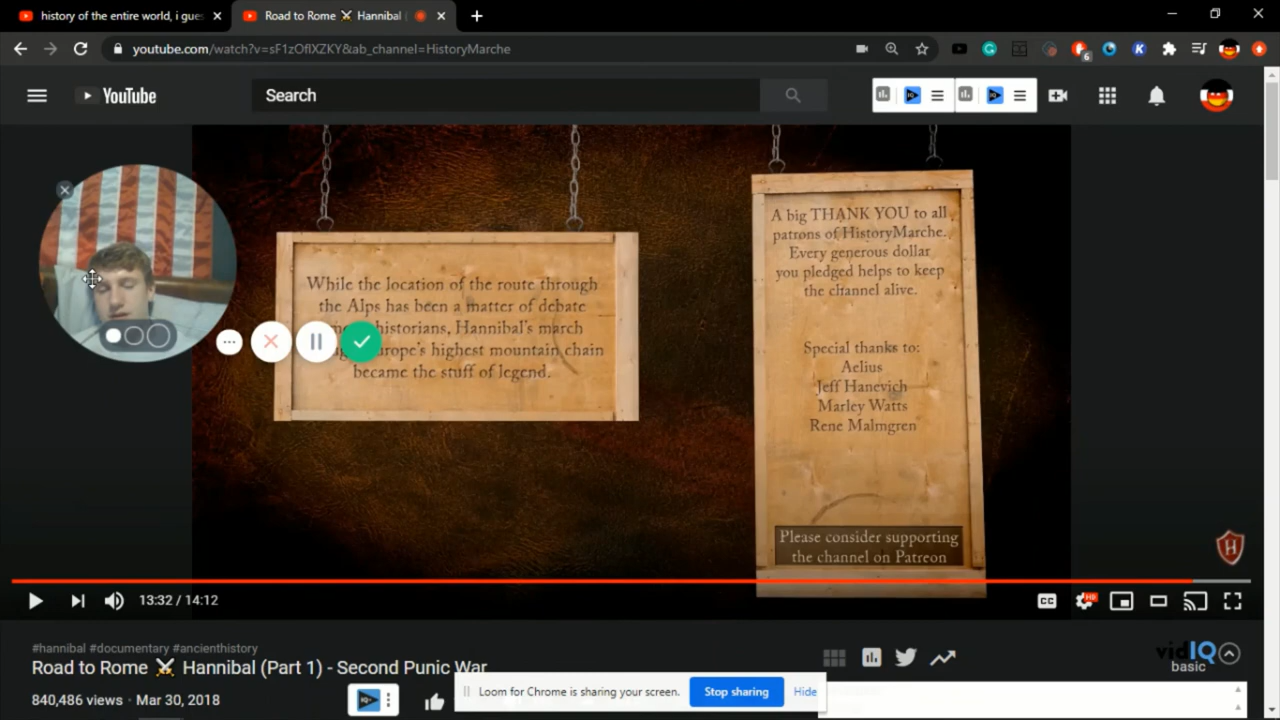 history of the entire world, i gues
Road to Rome ⚔ Hannibal (
youtube.com/watch?v=sF1zOflXZKY&ab_channel=HistoryMarche
6
K
YouTube
Search
While the location of the route through
the Alps has been a matter of debate
historians, Hannibal's march
urope's highest mountain chain
became the stuff of legend.
A big THANK YOU to all
patrons of HistoryMarche.
Every generous dollar
you pledged helps to keep
the channel alive.
Special thanks to:
Aelius
Jeff Hanevich
Marley Watts
Rene Malmgren
Please consider supporting
the channel on Patreon
H
13:32 / 14:12
CC
HD
#hannibal #documentary #ancienthistory
Road to Rome ⚔ Hannibal (Part 1) - Second Punic War
vidIQ
basic
840,486 views • Mar 30, 2018
Loom for Chrome is sharing your screen.
Stop sharing
Hide